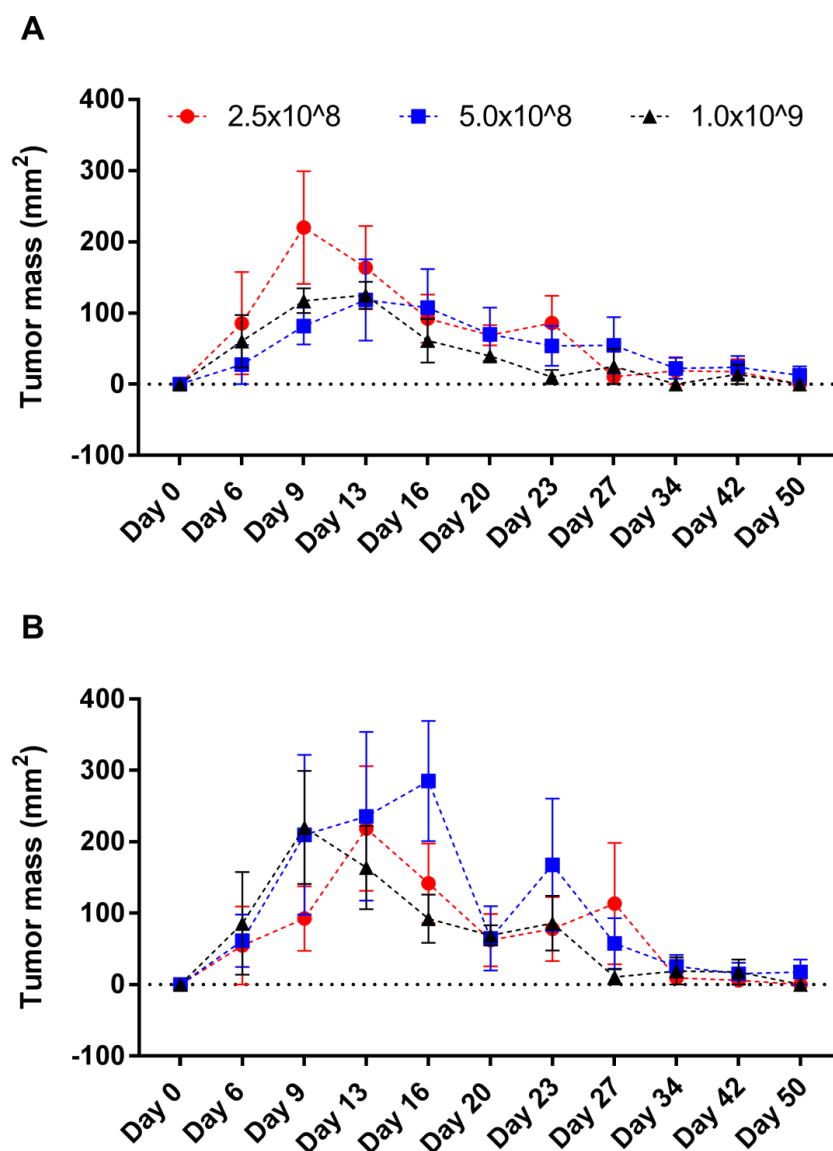 A
400
300
200
100
0
-100
Tumor mass (mm²)
2.5x10^8 5.0x10^8 1.0x10^9
Day 0 Day 6 Day 9 Day 13 Day 16 Day 20 Day 23 Day 27 Day 34 Day 42 Day 50
B
400
300
200
100
0
-100
Tumor mass (mm²)
Day 0 Day 6 Day 9 Day 13 Day 16 Day 20 Day 23 Day 27 Day 34 Day 42 Day 50